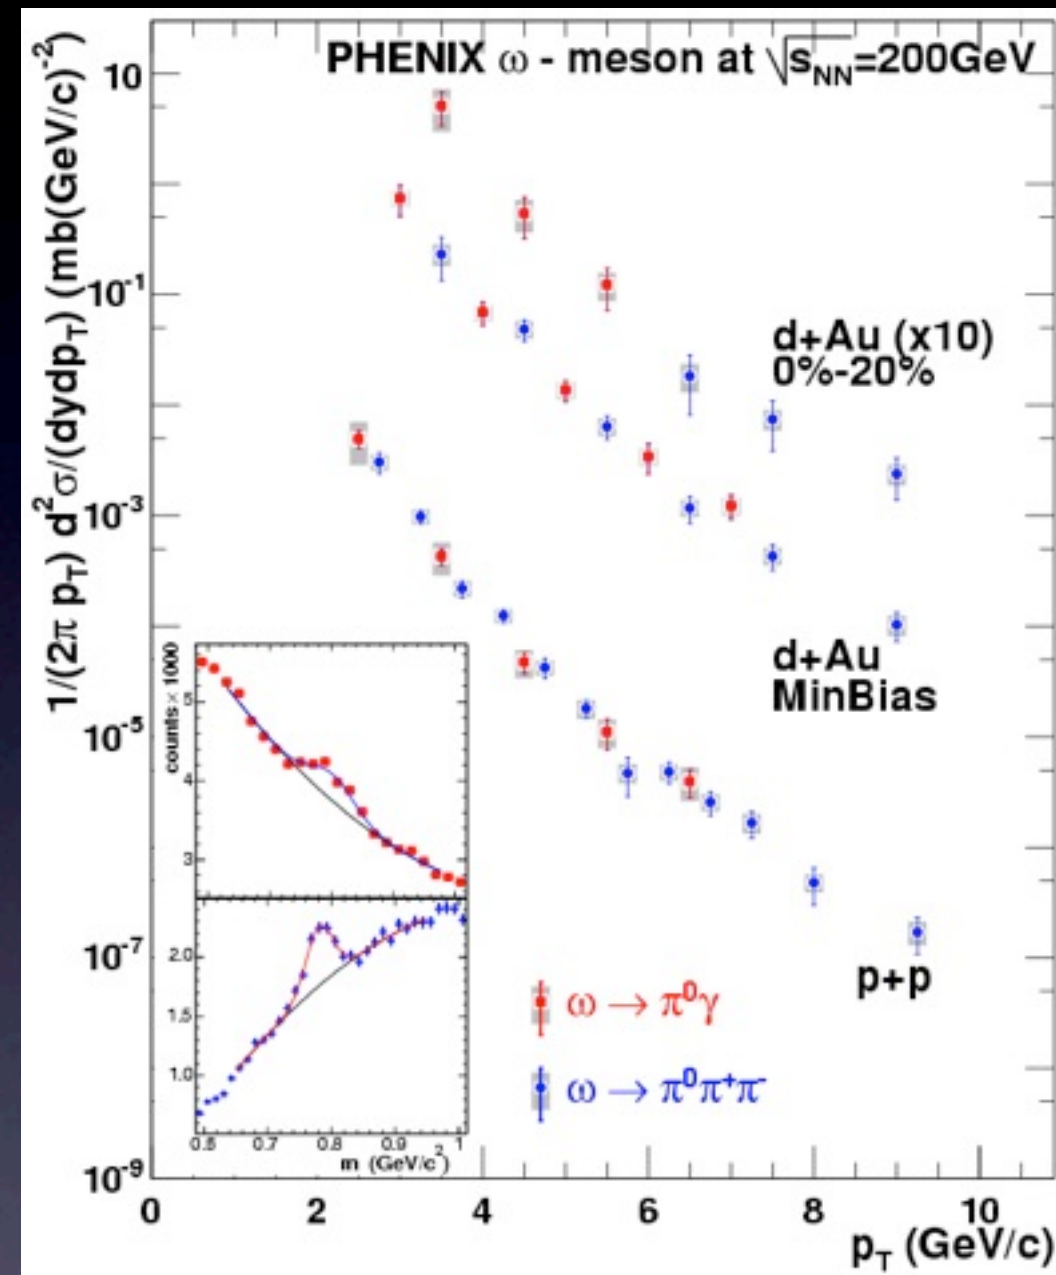 PHENIX ω - meson at √sNN=200GeV
1/(2π pT) d²σ/(dydpT) (mb(GeV/c)⁻²)
10
10⁻¹
10⁻³
10⁻⁵
10⁻⁷
10⁻⁹
d+Au (x10)
0%-20%
d+Au
MinBias
p+p
counts × 1000
5
4
3
2.0
1.5
1.0
0.6 0.7 0.8 0.9 1
m (GeV/c²)
ω → π⁰γ
ω → π⁰π⁺π⁻
0 2 4 6 8 10
pT (GeV/c)